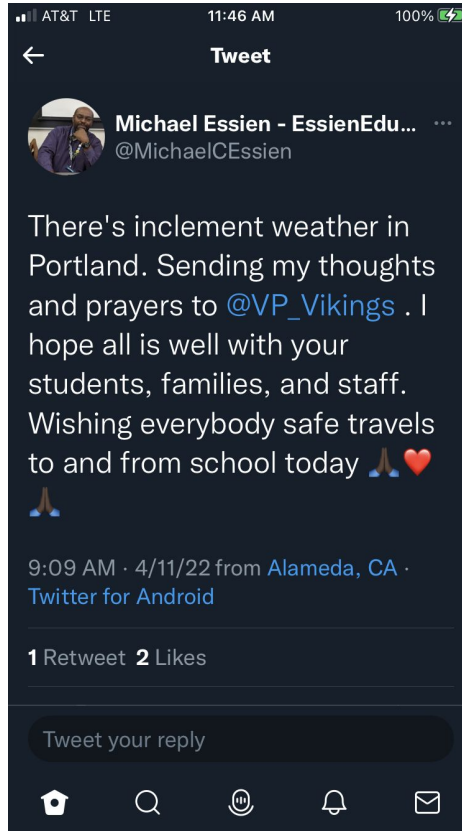 AT&T LTE 11:46 AM 100%
Tweet
Michael Essien - EssienEdu...
@MichaelCEssien
There's inclement weather in
Portland. Sending my thoughts
and prayers to @VP_Vikings . I
hope all is well with your
students, families, and staff.
Wishing everybody safe travels
to and from school today 🙏🏿❤️
🙏🏿
9:09 AM · 4/11/22 from Alameda, CA ·
Twitter for Android
1 Retweet 2 Likes
Tweet your reply